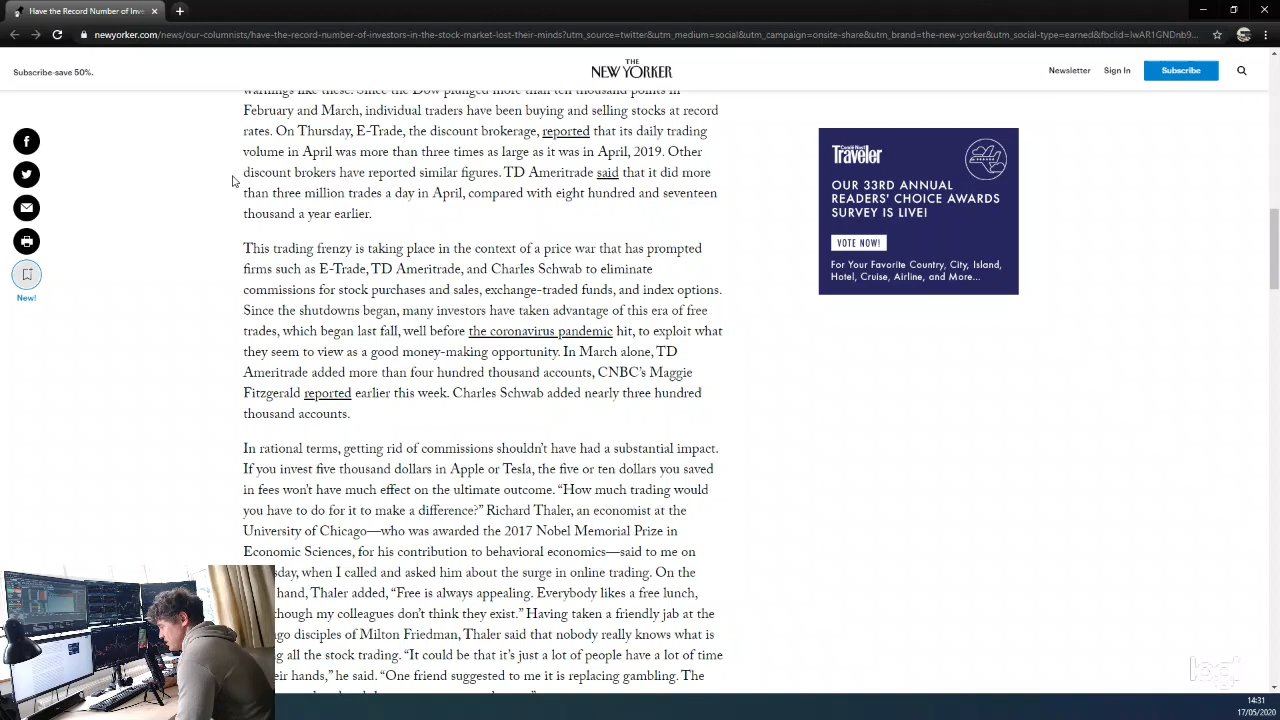 Have the Record Number of Inve
newyorker.com/news/our-columnists/have-the-record-number-of-investors-in-the-stock-market-lost-their-minds?utm_source=twitter&utm_medium=social&utm_campaign=onsite-share&utm_brand=the-new-yorker&utm_social-type=earned&fbclid=IwAR1GNDnb9...
Subscribe-save 50%.
THE
NEW YORKER
Newsletter
Sign In
Subscribe
warnings like these. Since the Dow plunged more than ten thousand points in
February and March, individual traders have been buying and selling stocks at record
rates. On Thursday, E-Trade, the discount brokerage, reported that its daily trading
volume in April was more than three times as large as it was in April, 2019. Other
discount brokers have reported similar figures. TD Ameritrade said that it did more
than three million trades a day in April, compared with eight hundred and seventeen
thousand a year earlier.
This trading frenzy is taking place in the context of a price war that has prompted
firms such as E-Trade, TD Ameritrade, and Charles Schwab to eliminate
commissions for stock purchases and sales, exchange-traded funds, and index options.
Since the shutdowns began, many investors have taken advantage of this era of free
trades, which began last fall, well before the coronavirus pandemic hit, to exploit what
they seem to view as a good money-making opportunity. In March alone, TD
Ameritrade added more than four hundred thousand accounts, CNBC's Maggie
Fitzgerald reported earlier this week. Charles Schwab added nearly three hundred
thousand accounts.
In rational terms, getting rid of commissions shouldn't have had a substantial impact.
If you invest five thousand dollars in Apple or Tesla, the five or ten dollars you saved
in fees won't have much effect on the ultimate outcome. “How much trading would
you have to do for it to make a difference?” Richard Thaler, an economist at the
University of Chicago—who was awarded the 2017 Nobel Memorial Prize in
Economic Sciences, for his contribution to behavioral economics—said to me on
sday, when I called and asked him about the surge in online trading. On the
hand, Thaler added, “Free is always appealing. Everybody likes a free lunch,
though my colleagues don't think they exist.” Having taken a friendly jab at the
ago disciples of Milton Friedman, Thaler said that nobody really knows what is
g all the stock trading. “It could be that it's just a lot of people have a lot of time
eir hands,” he said. “One friend suggested to me it is replacing gambling. The
New!
Condé Nast
Traveler
OUR 33RD ANNUAL
READERS' CHOICE AWARDS
SURVEY IS LIVE!
VOTE NOW!
For Your Favorite Country, City, Island,
Hotel, Cruise, Airline, and More...
14:31
17/05/2020